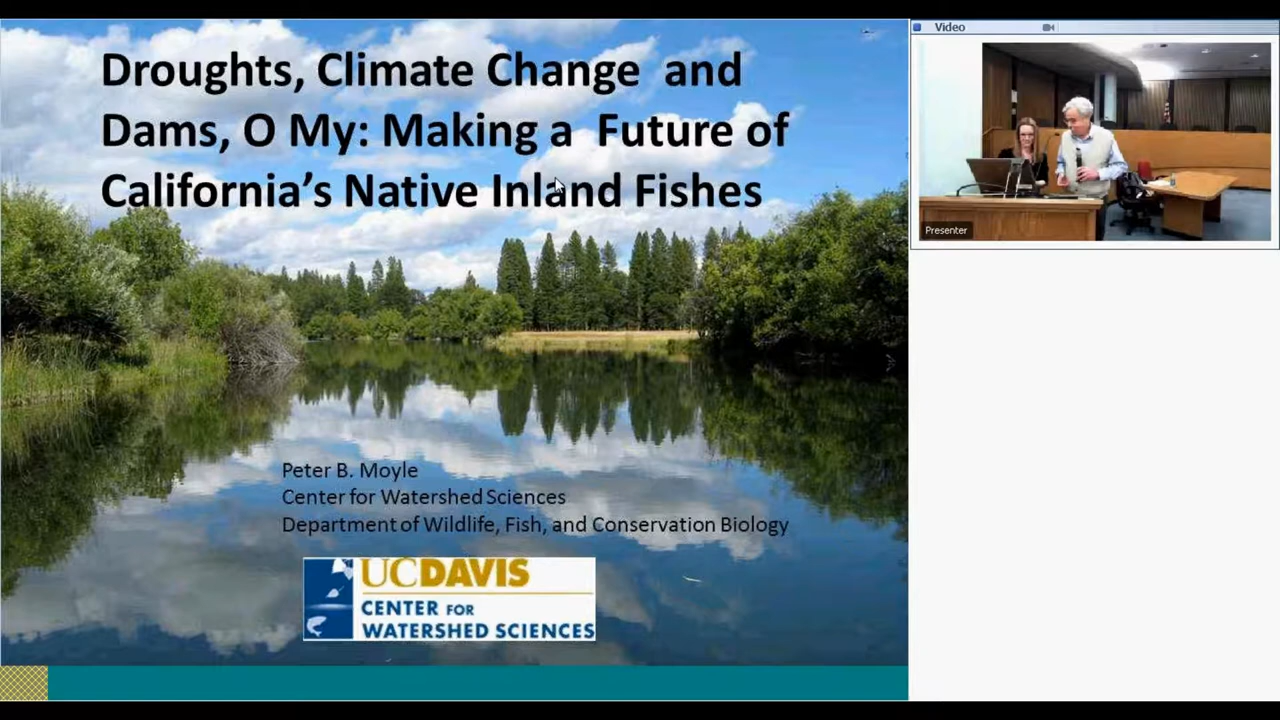 Droughts, Climate Change and
Dams, O My: Making a Future of
California's Native Inland Fishes
Peter B. Moyle
Center for Watershed Sciences
Department of Wildlife, Fish, and Conservation Biology
UCDAVIS
CENTER FOR
WATERSHED SCIENCES
Video
Presenter